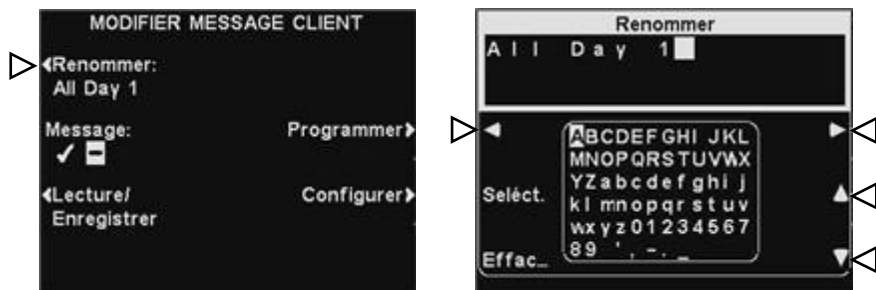 MODIFIER MESSAGE CLIENT
Renommer:
All Day 1
Message:
Programmer
Lecture/
Enregistrer
Configurer
Renommer
All Day 1
ABCDEFGHIJKL
MNOPQRSTUVWX
YZabcdefghij
klmnopqrstuv
wxyz01234567
89 ' , - . _
Seléct.
Effac...